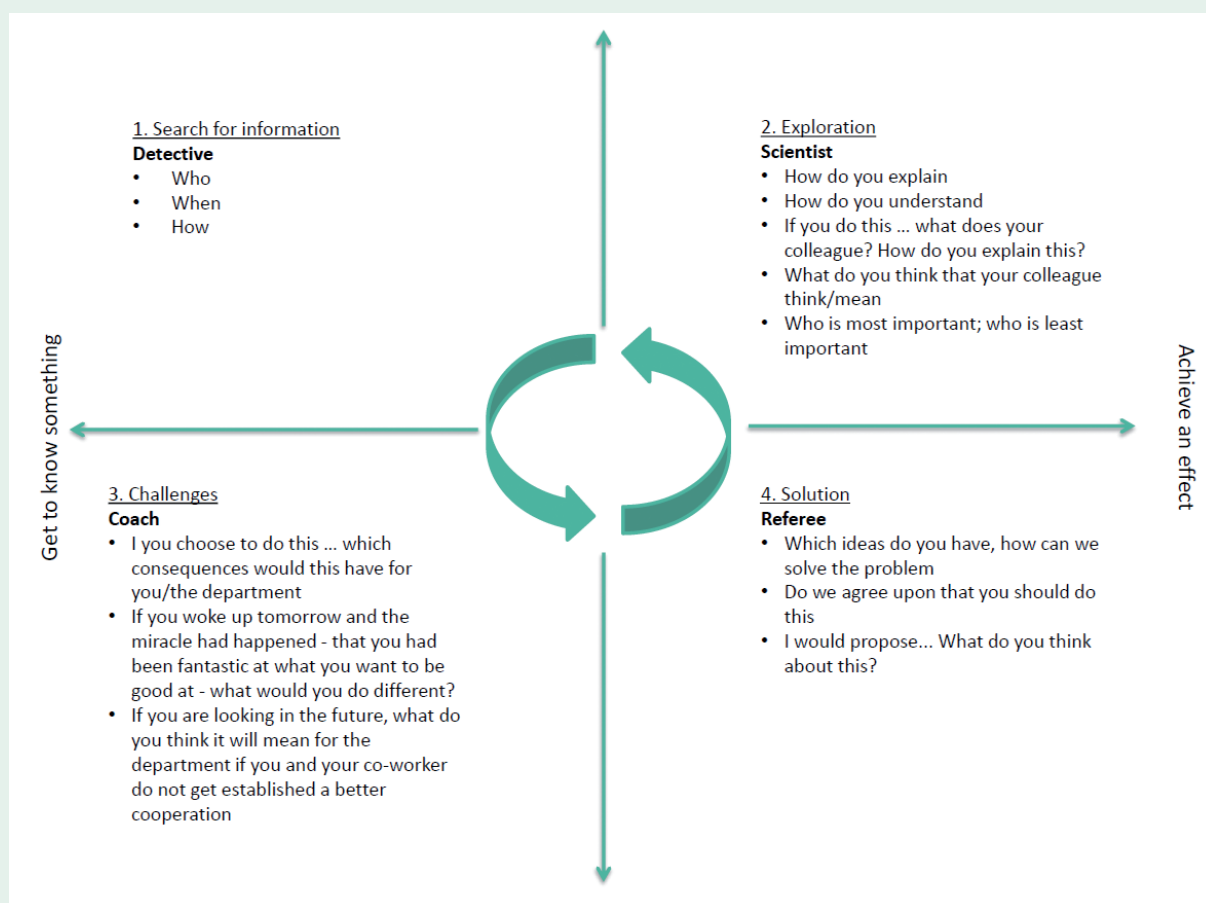 1. Search for information
Detective
• Who
• When
• How
2. Exploration
Scientist
• How do you explain
• How do you understand
• If you do this ... what does your
colleague? How do you explain this?
• What do you think that your colleague
think/mean
• Who is most important; who is least
important
Get to know something
Achieve an effect
3. Challenges
Coach
• I you choose to do this ... which
consequences would this have for
you/the department
• If you woke up tomorrow and the
miracle had happened - that you had
been fantastic at what you want to be
good at - what would you do different?
• If you are looking in the future, what do
you think it will mean for the
department if you and your co-worker
do not get established a better
cooperation
4. Solution
Referee
• Which ideas do you have, how can we
solve the problem
• Do we agree upon that you should do
this
• I would propose... What do you think
about this?